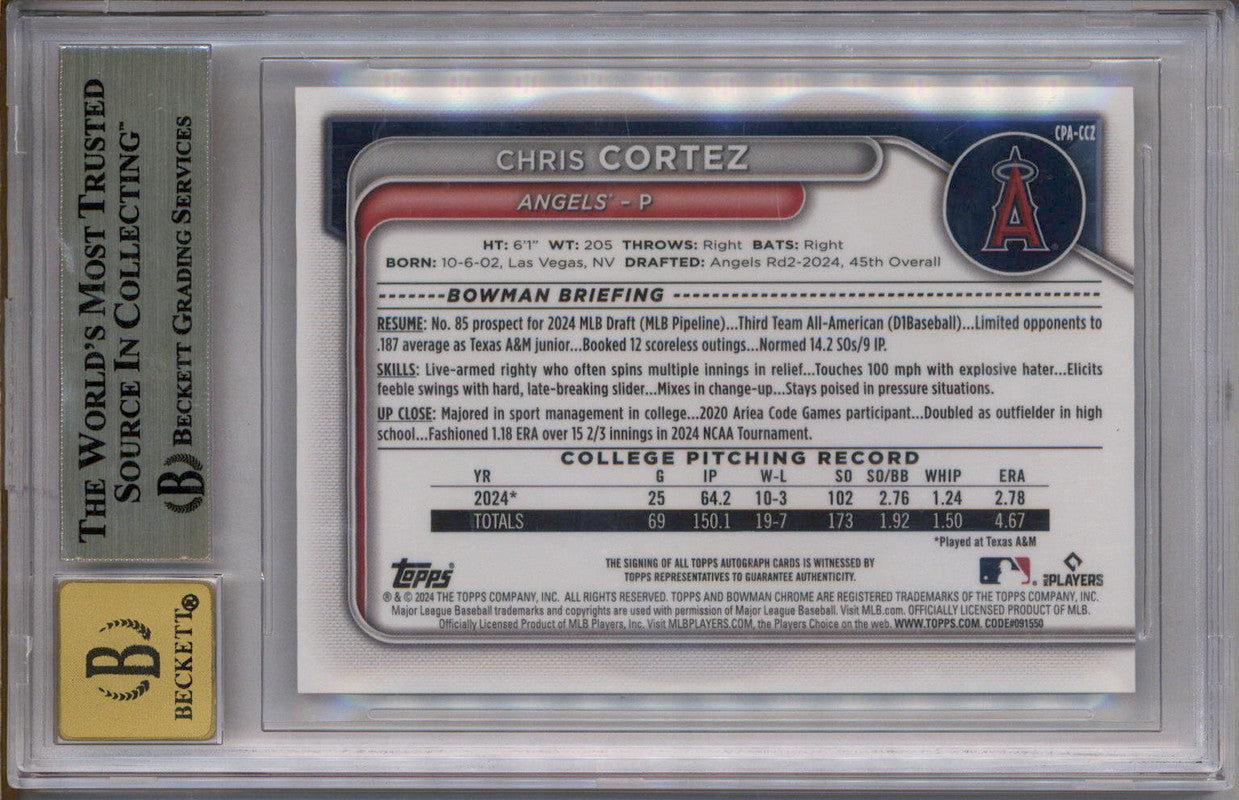 THE WORLD'S MOST TRUSTED
SOURCE IN COLLECTING™
B BECKETT GRADING SERVICES
B
BECKETT®
CPA-CCZ
CHRIS CORTEZ
ANGELS® - P
A
HT: 6'1" WT: 205 THROWS: Right BATS: Right
BORN: 10-6-02, Las Vegas, NV DRAFTED: Angels Rd2-2024, 45th Overall
BOWMAN BRIEFING
RESUME: No. 85 prospect for 2024 MLB Draft (MLB Pipeline)...Third Team All-American (D1Baseball)...Limited opponents to
.187 average as Texas A&M junior...Booked 12 scoreless outings...Normed 14.2 SOs/9 IP.
SKILLS: Live-armed righty who often spins multiple innings in relief...Touches 100 mph with explosive hater...Elicits
feeble swings with hard, late-breaking slider...Mixes in change-up...Stays poised in pressure situations.
UP CLOSE: Majored in sport management in college...2020 Ariea Code Games participant...Doubled as outfielder in high
school...Fashioned 1.18 ERA over 15 2/3 innings in 2024 NCAA Tournament.
COLLEGE PITCHING RECORD
YR G IP W-L SO SO/BB WHIP ERA
2024* 25 64.2 10-3 102 2.76 1.24 2.78
TOTALS 69 150.1 19-7 173 1.92 1.50 4.67
*Played at Texas A&M
topps®
THE SIGNING OF ALL TOPPS AUTOGRAPH CARDS IS WITNESSED BY
TOPPS REPRESENTATIVES TO GUARANTEE AUTHENTICITY.
MLB PLAYERS
® & © 2024 THE TOPPS COMPANY, INC. ALL RIGHTS RESERVED. TOPPS AND BOWMAN CHROME ARE REGISTERED TRADEMARKS OF THE TOPPS COMPANY, INC.
Major League Baseball trademarks and copyrights are used with permission of Major League Baseball. Visit MLB.com. OFFICIALLY LICENSED PRODUCT OF MLB.
Officially Licensed Product of MLB Players, Inc. Visit MLBPLAYERS.COM, the Players Choice on the web. WWW.TOPPS.COM. CODE#091550